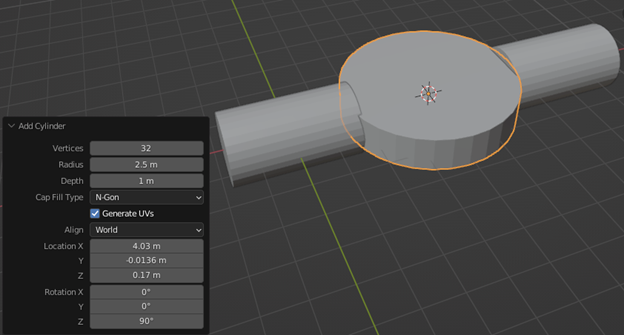 Add Cylinder
Vertices 32
Radius 2.5 m
Depth 1 m
Cap Fill Type N-Gon
Generate UVs
Align World
Location X 4.03 m
Y -0.0136 m
Z 0.17 m
Rotation X 0°
Y 0°
Z 90°